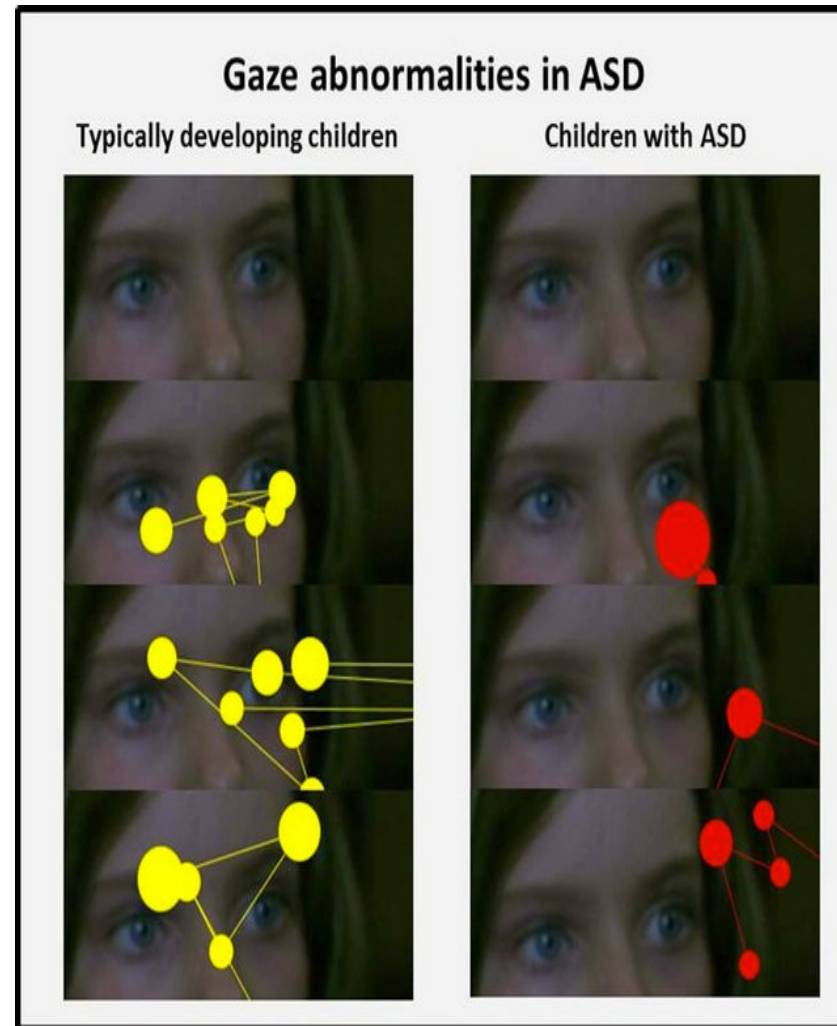 Gaze abnormalities in ASD
Typically developing children
Children with ASD